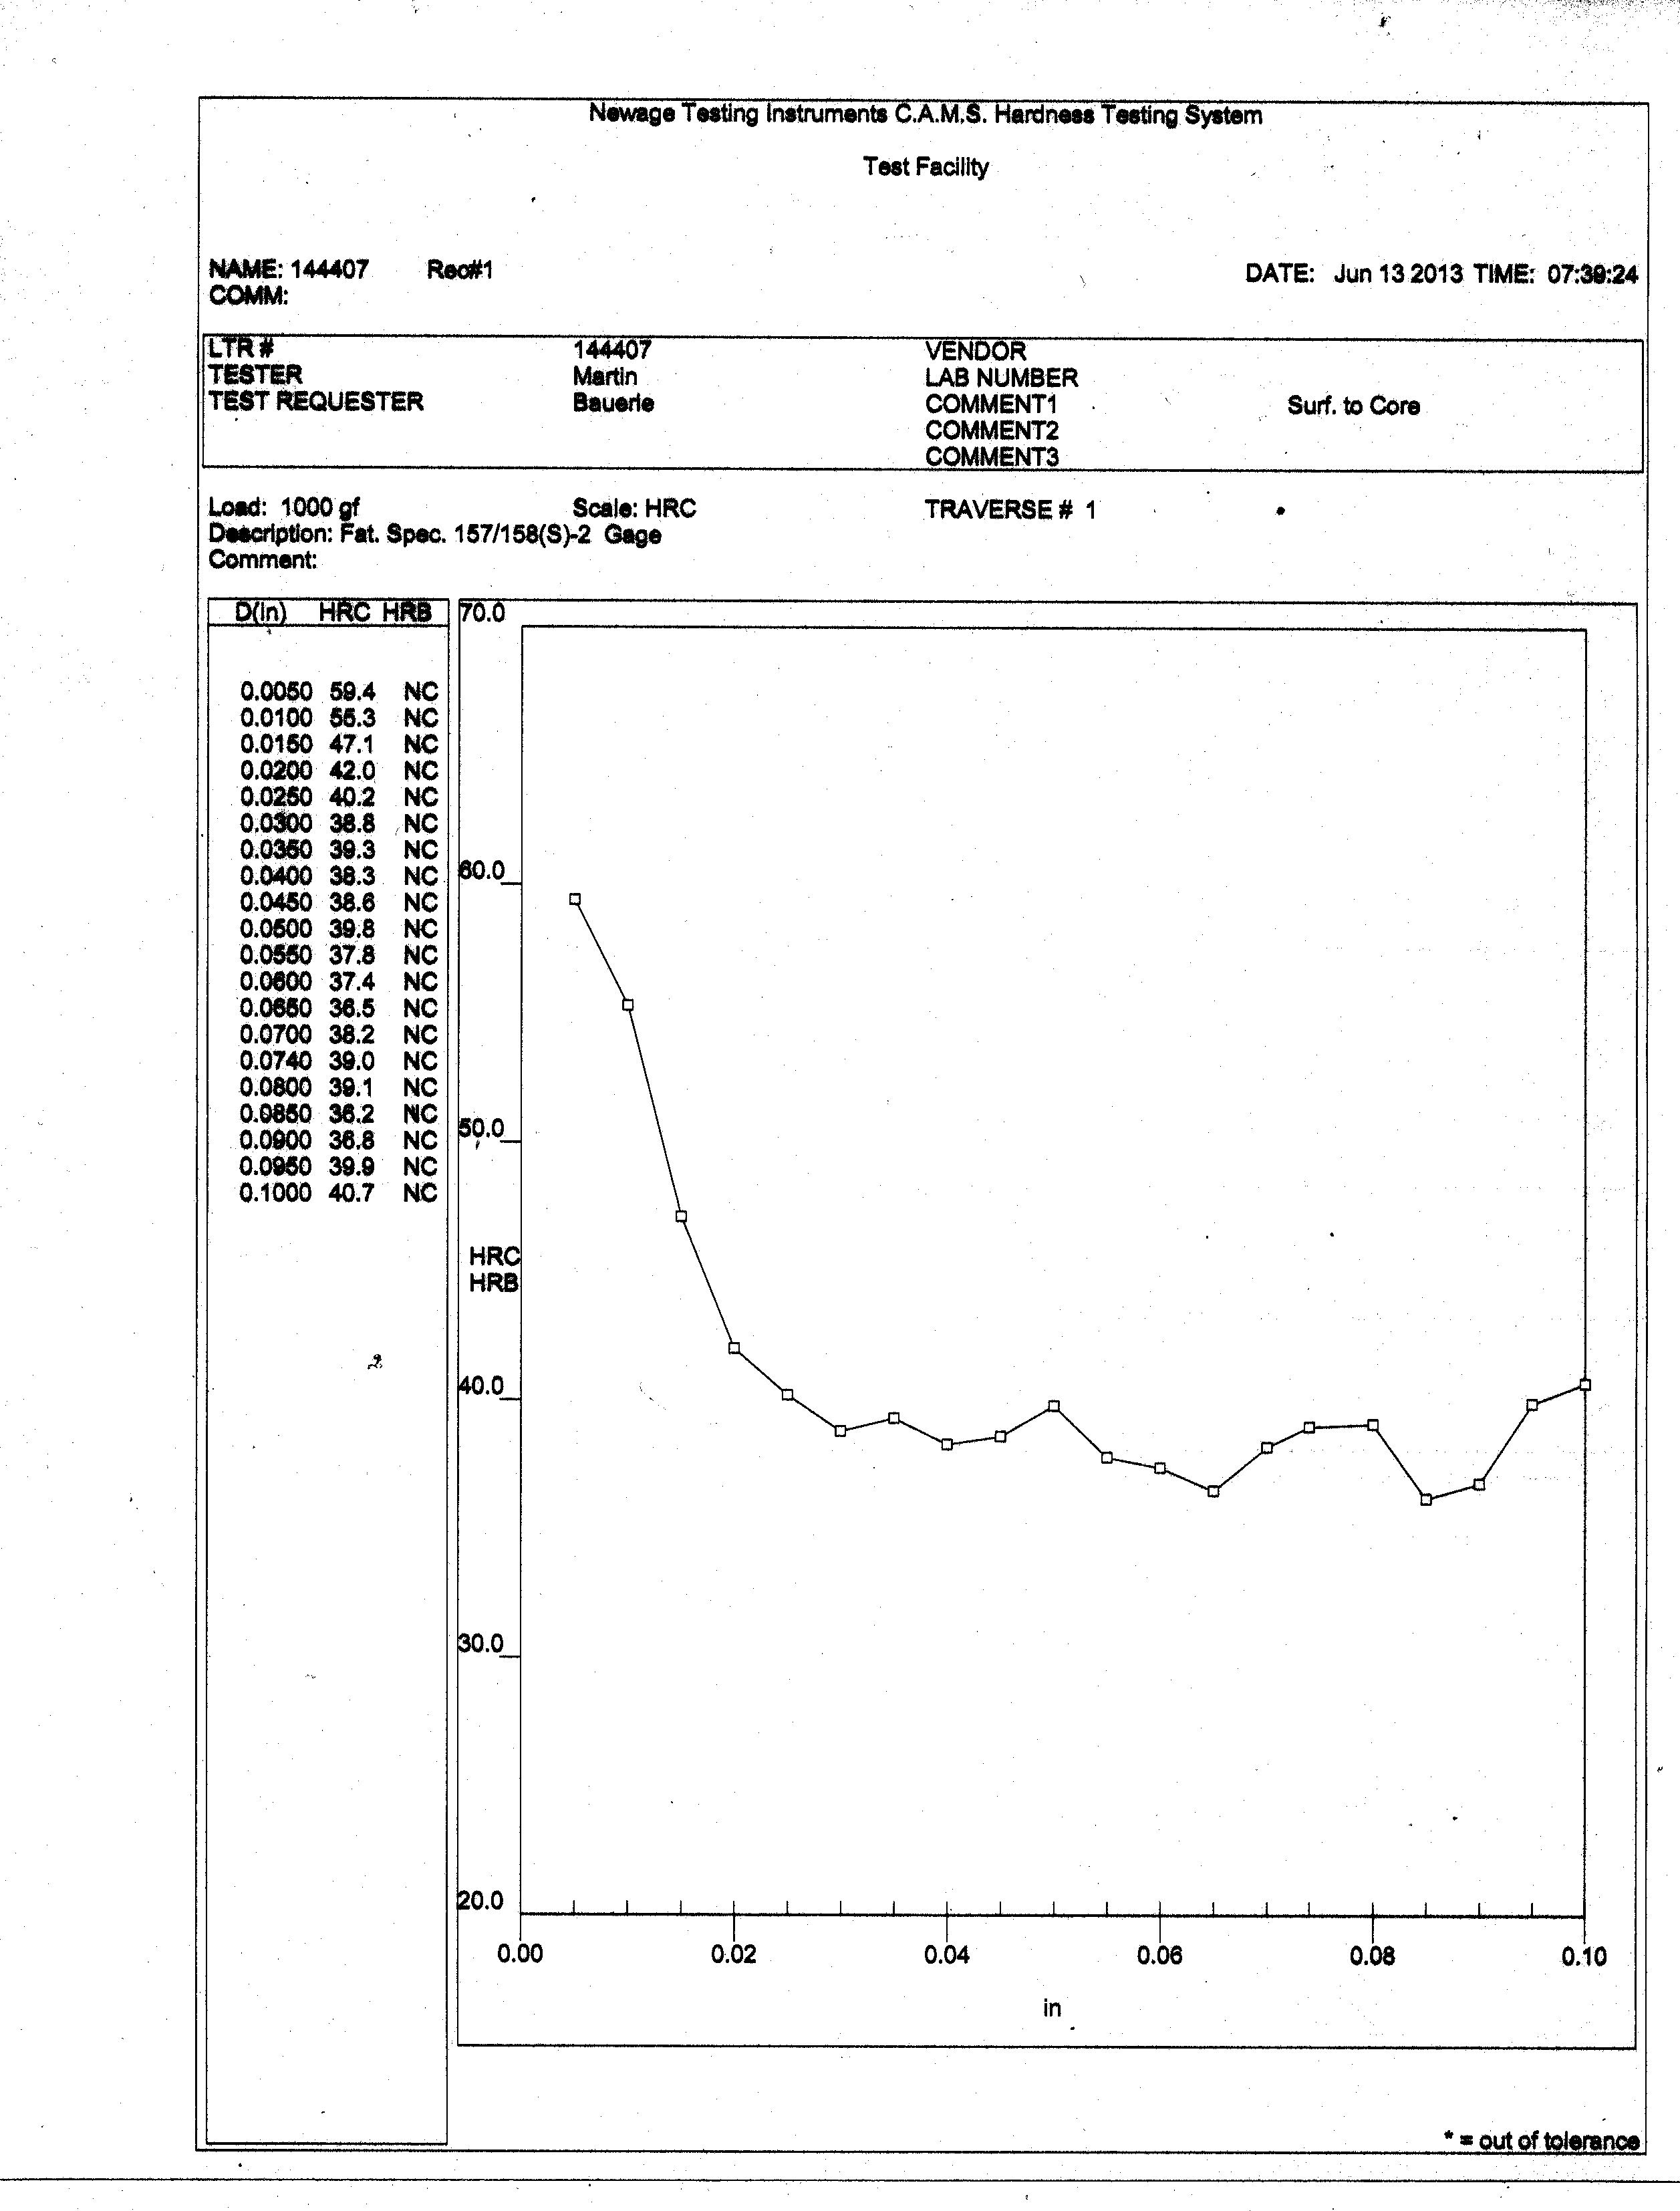 Newage Testing Instruments C.A.M.S. Hardness Testing System
Test Facility
NAME: 144407 Rec#1 DATE: Jun 13 2013 TIME: 07:39:24
COMM:
LTR # 144407 VENDOR
TESTER Martin LAB NUMBER
TEST REQUESTER Bauerle COMMENT1 Surf. to Core
COMMENT2
COMMENT3
Load: 1000 gf Scale: HRC TRAVERSE # 1
Description: Fat. Spec. 157/158(S)-2 Gage
Comment:
D(in) HRC HRB
0.0050 59.4 NC
0.0100 55.3 NC
0.0150 47.1 NC
0.0200 42.0 NC
0.0250 40.2 NC
0.0300 38.8 NC
0.0350 39.3 NC
0.0400 38.3 NC
0.0450 38.6 NC
0.0500 39.8 NC
0.0550 37.8 NC
0.0600 37.4 NC
0.0650 36.5 NC
0.0700 38.2 NC
0.0740 39.0 NC
0.0800 39.1 NC
0.0850 36.2 NC
0.0900 36.8 NC
0.0950 39.9 NC
0.1000 40.7 NC
70.0
60.0
50.0
HRC
HRB
40.0
30.0
20.0
0.00 0.02 0.04 0.06 0.08 0.10
in
* = out of tolerance